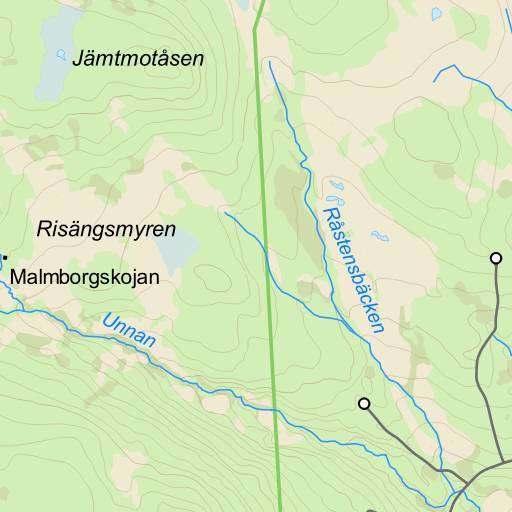 Jämtmotåsen
Risängsmyren
Råstensbäcken
Malmborgskojan
Unnan